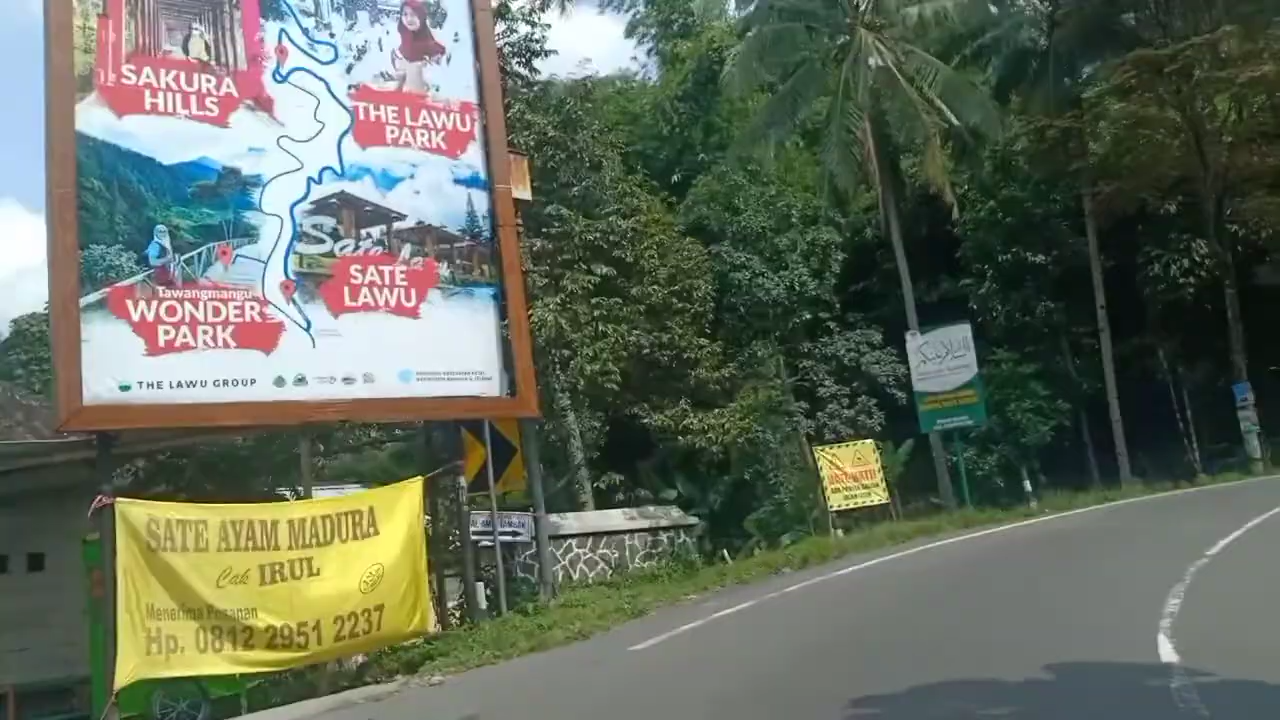 SAKURA
HILLS
THE LAWU
PARK
Sate
SATE
LAWU
Tawangmangu
WONDER
PARK
THE LAWU GROUP
SATE AYAM MADURA
Cak IRUL
Menerima Pesanan
Hp. 0812 2951 2237